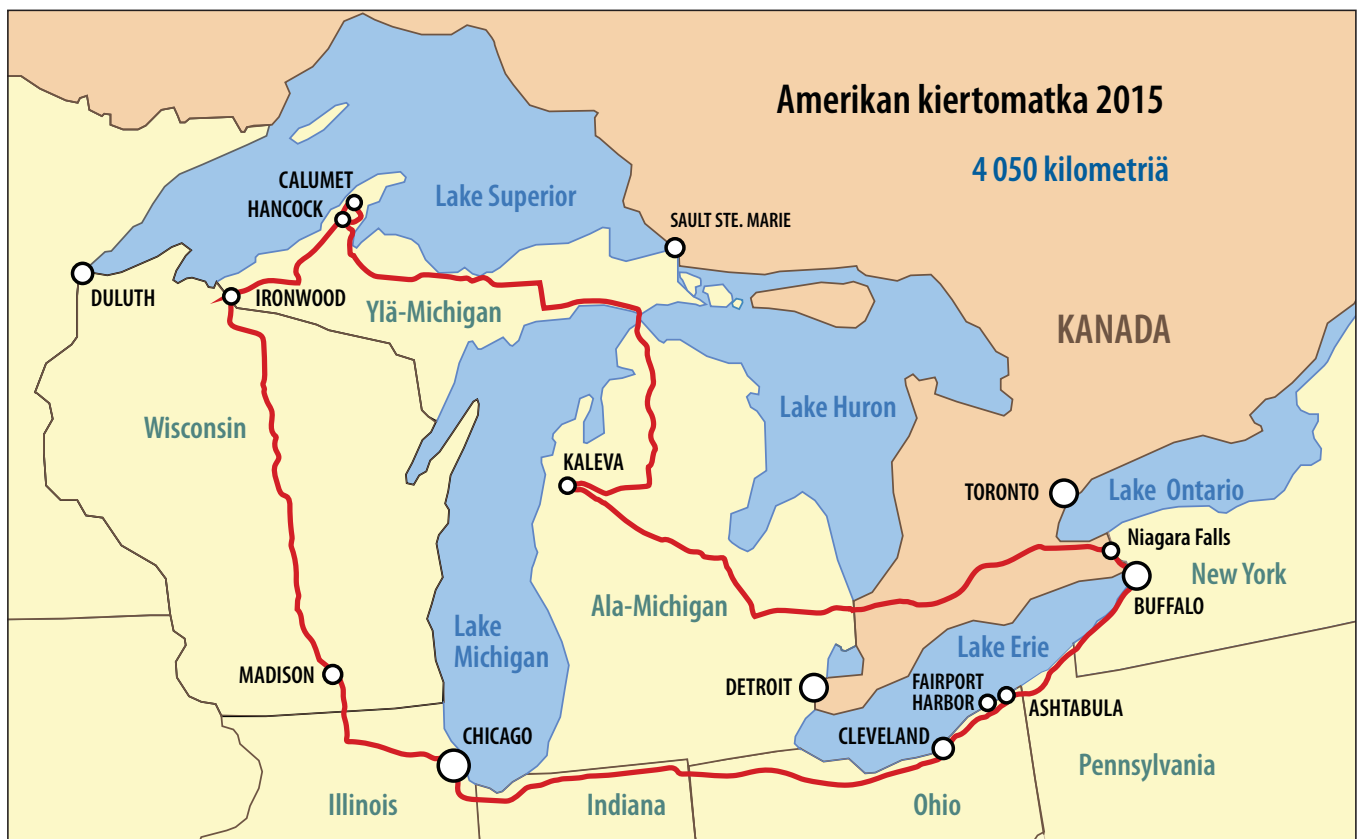 Amerikan kiertomatka 2015
4 050 kilometriä
CALUMET
HANCOCK
Lake Superior
SAULT STE. MARIE
DULUTH
IRONWOOD
Ylä-Michigan
KANADA
Wisconsin
Lake Huron
KALEVA
TORONTO
Lake Ontario
Niagara Falls
New York
BUFFALO
Ala-Michigan
Lake
Michigan
Lake Erie
MADISON
DETROIT
FAIRPORT
HARBOR
ASHTABULA
CHICAGO
CLEVELAND
Pennsylvania
Illinois
Indiana
Ohio